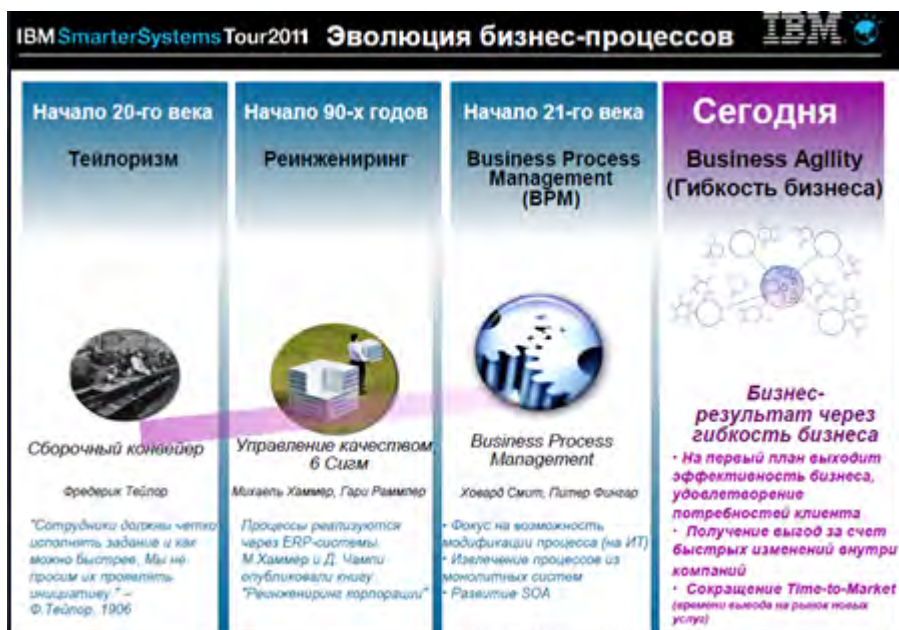 IBM SmarterSystems Tour2011 Эволюция бизнес-процессов IBM
Начало 20-го века
Тейлоризм
Сборочный конвейер
Фредерик Тейлор
"Сотрудники должны четко
исполнять задание и как
можно быстрее. Мы не
просим их проявлять
инициативу." –
Ф.Тейлор, 1906
Начало 90-х годов
Реинжениринг
Управление качеством,
6 Сигм
Михаель Хаммер, Гари Раммлер
Процессы реализуются
через ERP-системы.
М.Хаммер и Д. Чампи
опубликовали книгу
"Реинжениринг корпорации"
Начало 21-го века
Business Process
Management
(BPM)
Business Process
Management
Ховард Смит, Питер Фингар
• Фокус на возможность
модификации процесса (на ИТ)
• Извлечение процессов из
монолитных систем
• Развитие SOA
Сегодня
Business Agility
(Гибкость бизнеса)
Бизнес-
результат через
гибкость бизнеса
• На первый план выходит
эффективность бизнеса,
удовлетворение
потребностей клиента
• Получение выгод за счет
быстрых изменений внутри
компаний
• Сокращение Time-to-Market
(времени вывода на рынок новых
услуг)